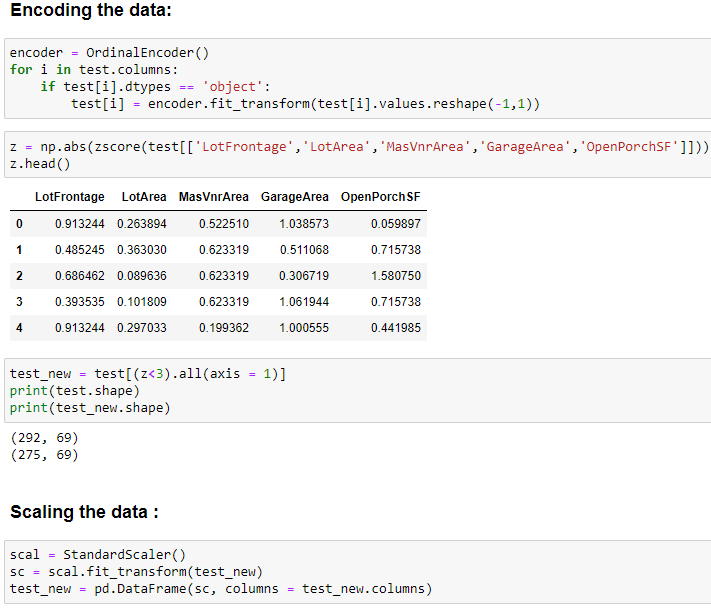 Encoding the data:
encoder = OrdinalEncoder()
for i in test.columns:
    if test[i].dtypes == 'object':
        test[i] = encoder.fit_transform(test[i].values.reshape(-1,1))
z = np.abs(zscore(test[['LotFrontage','LotArea','MasVnrArea','GarageArea','OpenPorchSF']]))
z.head()
LotFrontage LotArea MasVnrArea GarageArea OpenPorchSF
0 0.913244 0.263894 0.522510 1.038573 0.059897
1 0.485245 0.363030 0.623319 0.511068 0.715738
2 0.686462 0.089636 0.623319 0.306719 1.580750
3 0.393535 0.101809 0.623319 1.061944 0.715738
4 0.913244 0.297033 0.199362 1.000555 0.441985
test_new = test[(z<3).all(axis = 1)]
print(test.shape)
print(test_new.shape)
(292, 69)
(275, 69)
Scaling the data :
scal = StandardScaler()
sc = scal.fit_transform(test_new)
test_new = pd.DataFrame(sc, columns = test_new.columns)